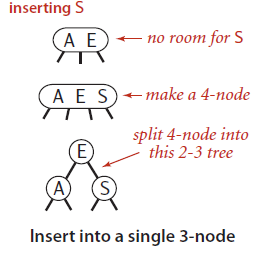 inserting S
A E
no room for S
A E S
make a 4-node
split 4-node into
this 2-3 tree
E
A
S
Insert into a single 3-node